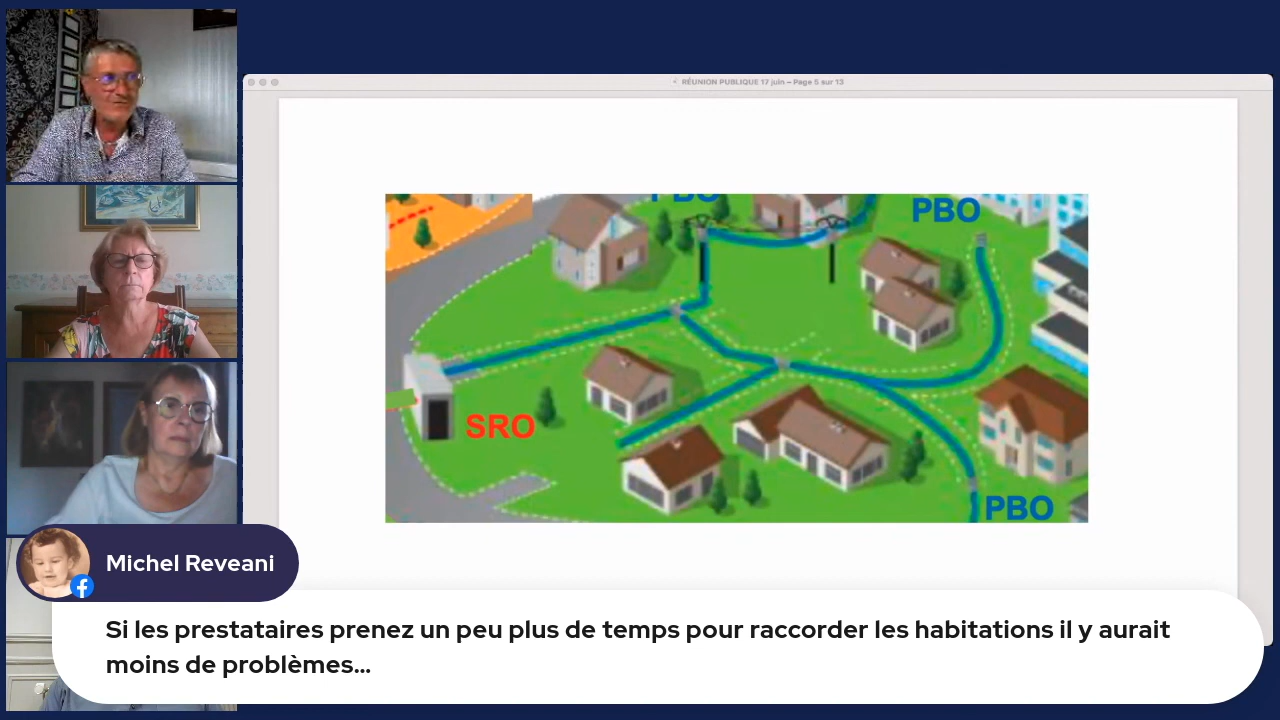 RÉUNION PUBLIQUE 17 juin – Page 5 sur 13
PBO
PBO
SRO
PBO
Michel Reveani
Si les prestataires prenez un peu plus de temps pour raccorder les habitations il y aurait
moins de problèmes...